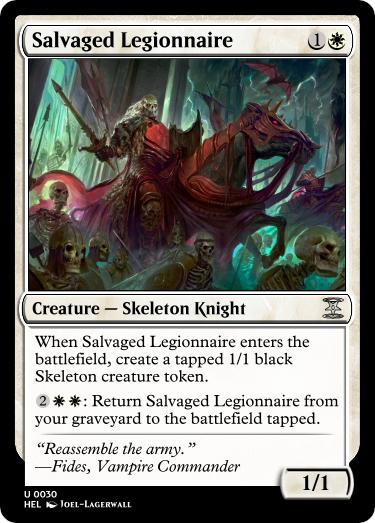 Salvaged Legionnaire 1
Creature — Skeleton Knight
When Salvaged Legionnaire enters the
battlefield, create a tapped 1/1 black
Skeleton creature token.
2: Return Salvaged Legionnaire from
your graveyard to the battlefield tapped.
“Reassemble the army.”
—Fides, Vampire Commander
1/1
U 0030
HEL Joel-Lagerwall